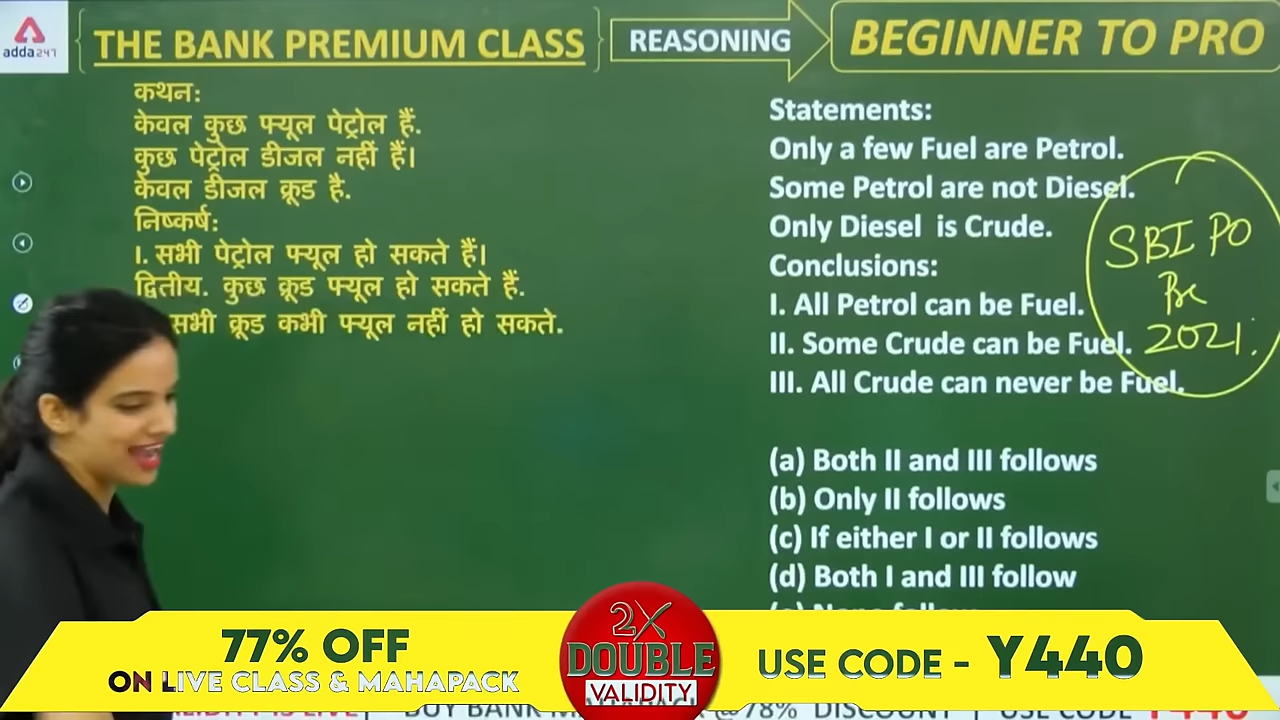 adda247
THE BANK PREMIUM CLASS
REASONING
BEGINNER TO PRO
कथन:
केवल कुछ फ्यूल पेट्रोल हैं.
कुछ पेट्रोल डीजल नहीं हैं।
केवल डीजल क्रूड है.
निष्कर्ष:
I. सभी पेट्रोल फ्यूल हो सकते हैं।
द्वितीय. कुछ क्रूड फ्यूल हो सकते हैं.
सभी क्रूड कभी फ्यूल नहीं हो सकते.
Statements:
Only a few Fuel are Petrol.
Some Petrol are not Diesel.
Only Diesel is Crude.
Conclusions:
I. All Petrol can be Fuel.
II. Some Crude can be Fuel.
III. All Crude can never be Fuel.
SBI PO
Pre
2021.
(a) Both II and III follows
(b) Only II follows
(c) If either I or II follows
(d) Both I and III follow
77% OFF
ON LIVE CLASS & MAHAPACK
2X
DOUBLE
VALIDITY
USE CODE - Y440